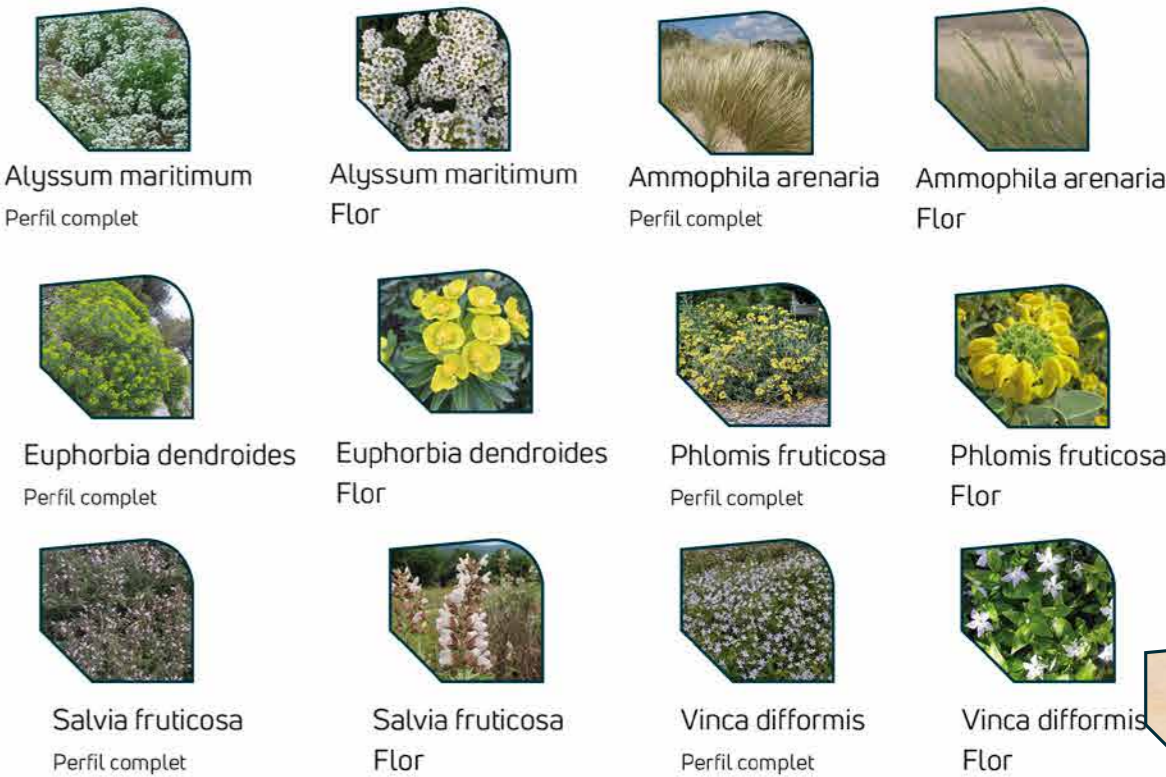 Alyssum maritimum
Perfil complet
Alyssum maritimum
Flor
Ammophila arenaria
Perfil complet
Ammophila arenaria
Flor
Euphorbia dendroides
Perfil complet
Euphorbia dendroides
Flor
Phlomis fruticosa
Perfil complet
Phlomis fruticosa
Flor
Salvia fruticosa
Perfil complet
Salvia fruticosa
Flor
Vinca difformis
Perfil complet
Vinca difformis
Flor